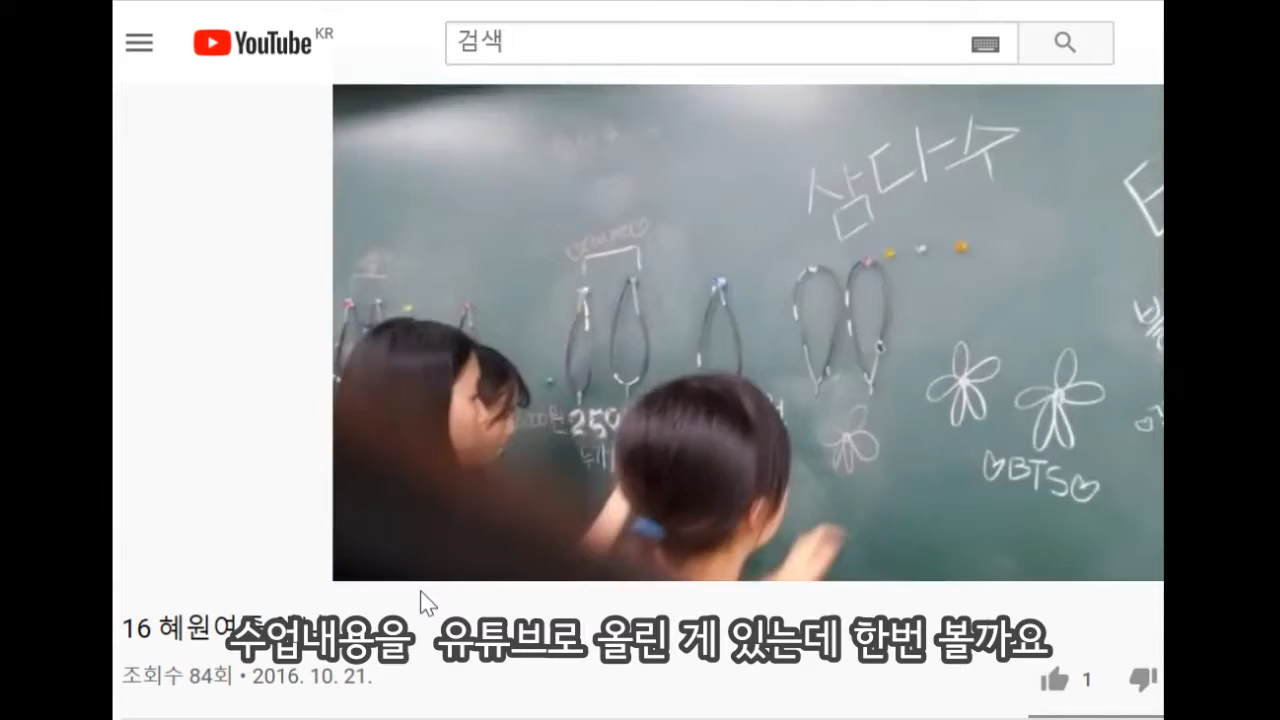 YouTube KR
검색
삼다수
250
♡BTS♡
16 혜원여
수업내용을 유튜브로 올린 게 있는데 한번 볼까요
조회수 84회 • 2016. 10. 21.
1